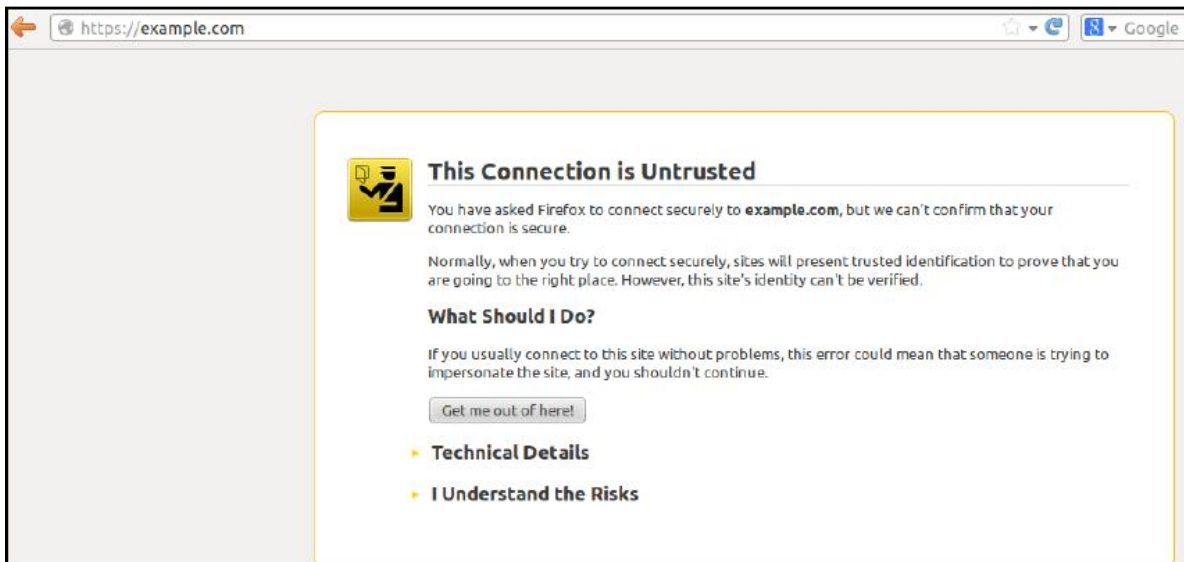 https://example.com
Google
This Connection is Untrusted
You have asked Firefox to connect securely to example.com, but we can't confirm that your
connection is secure.
Normally, when you try to connect securely, sites will present trusted identification to prove that you
are going to the right place. However, this site's identity can't be verified.
What Should I Do?
If you usually connect to this site without problems, this error could mean that someone is trying to
impersonate the site, and you shouldn't continue.
Get me out of here!
Technical Details
I Understand the Risks